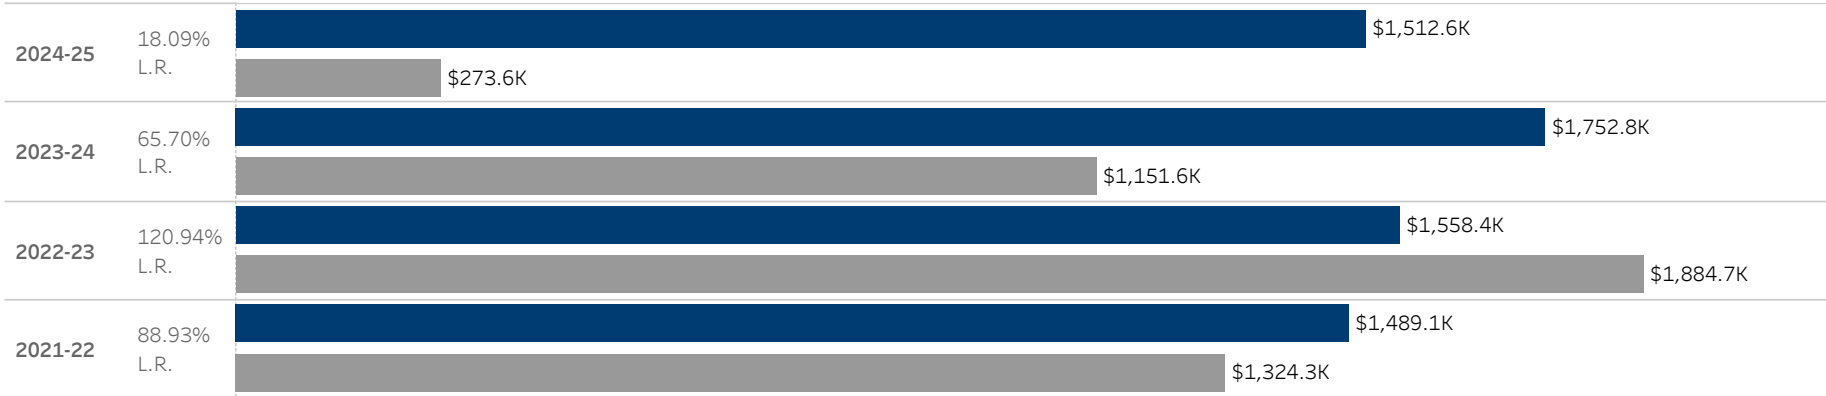 2024-25
18.09%
L.R.
$1,512.6K
$273.6K
2023-24
65.70%
L.R.
$1,752.8K
$1,151.6K
2022-23
120.94%
L.R.
$1,558.4K
$1,884.7K
2021-22
88.93%
L.R.
$1,489.1K
$1,324.3K